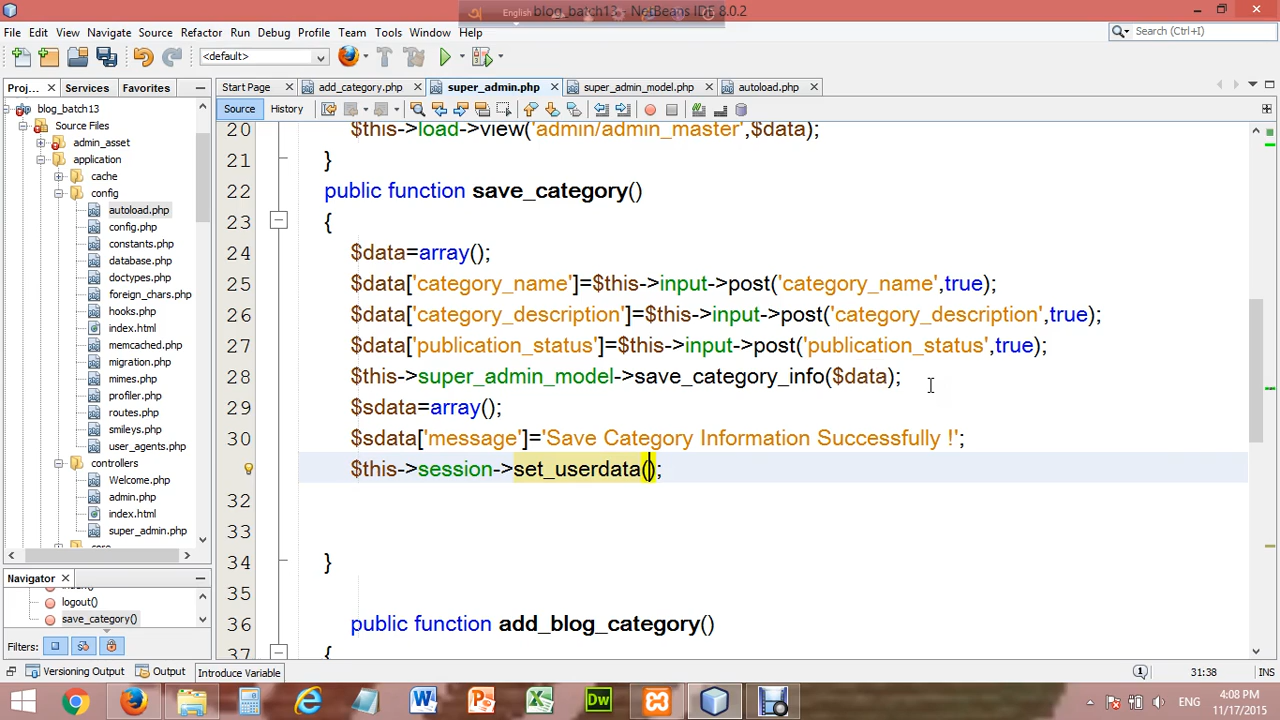 English
blog_batch13 - NetBeans IDE 8.0.2
File Edit View Navigate Source Refactor Run Debug Profile Team Tools Window Help
Search (Ctrl+I)
<default>
Proj... Services Favorites
Start Page add_category.php super_admin.php super_admin_model.php autoload.php
Source History
blog_batch13
Source Files
admin_asset
application
cache
config
autoload.php
config.php
constants.php
database.php
doctypes.php
foreign_chars.php
hooks.php
index.html
memcached.php
migration.php
mimes.php
profiler.php
routes.php
smileys.php
user_agents.php
controllers
Welcome.php
admin.php
index.html
super_admin.php
Navigator
logout()
save_category()
Filters:
20 $this->load->view('admin/admin_master',$data);
21 }
22 public function save_category()
23 {
24 $data=array();
25 $data['category_name']=$this->input->post('category_name',true);
26 $data['category_description']=$this->input->post('category_description',true);
27 $data['publication_status']=$this->input->post('publication_status',true);
28 $this->super_admin_model->save_category_info($data);
29 $sdata=array();
30 $sdata['message']='Save Category Information Successfully !';
$this->session->set_userdata();
32
33
34 }
35
36 public function add_blog_category()
37 {
Versioning Output Output Introduce Variable
1
31:38
INS
4:08 PM
ENG
11/17/2015